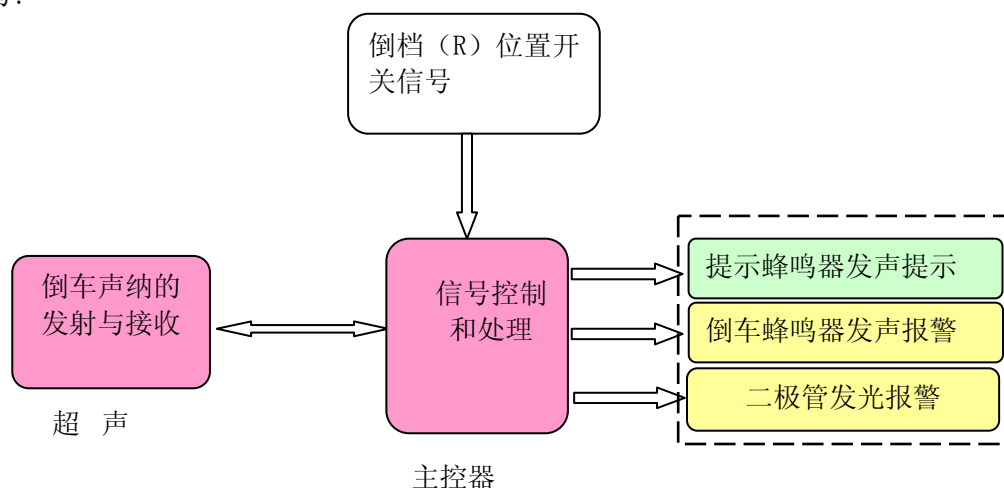 倒档（R）位置开
关信号
倒车声纳的
发射与接收
信号控制
和处理
提示蜂鸣器发声提示
倒车蜂鸣器发声报警
二极管发光报警
超 声
主控器